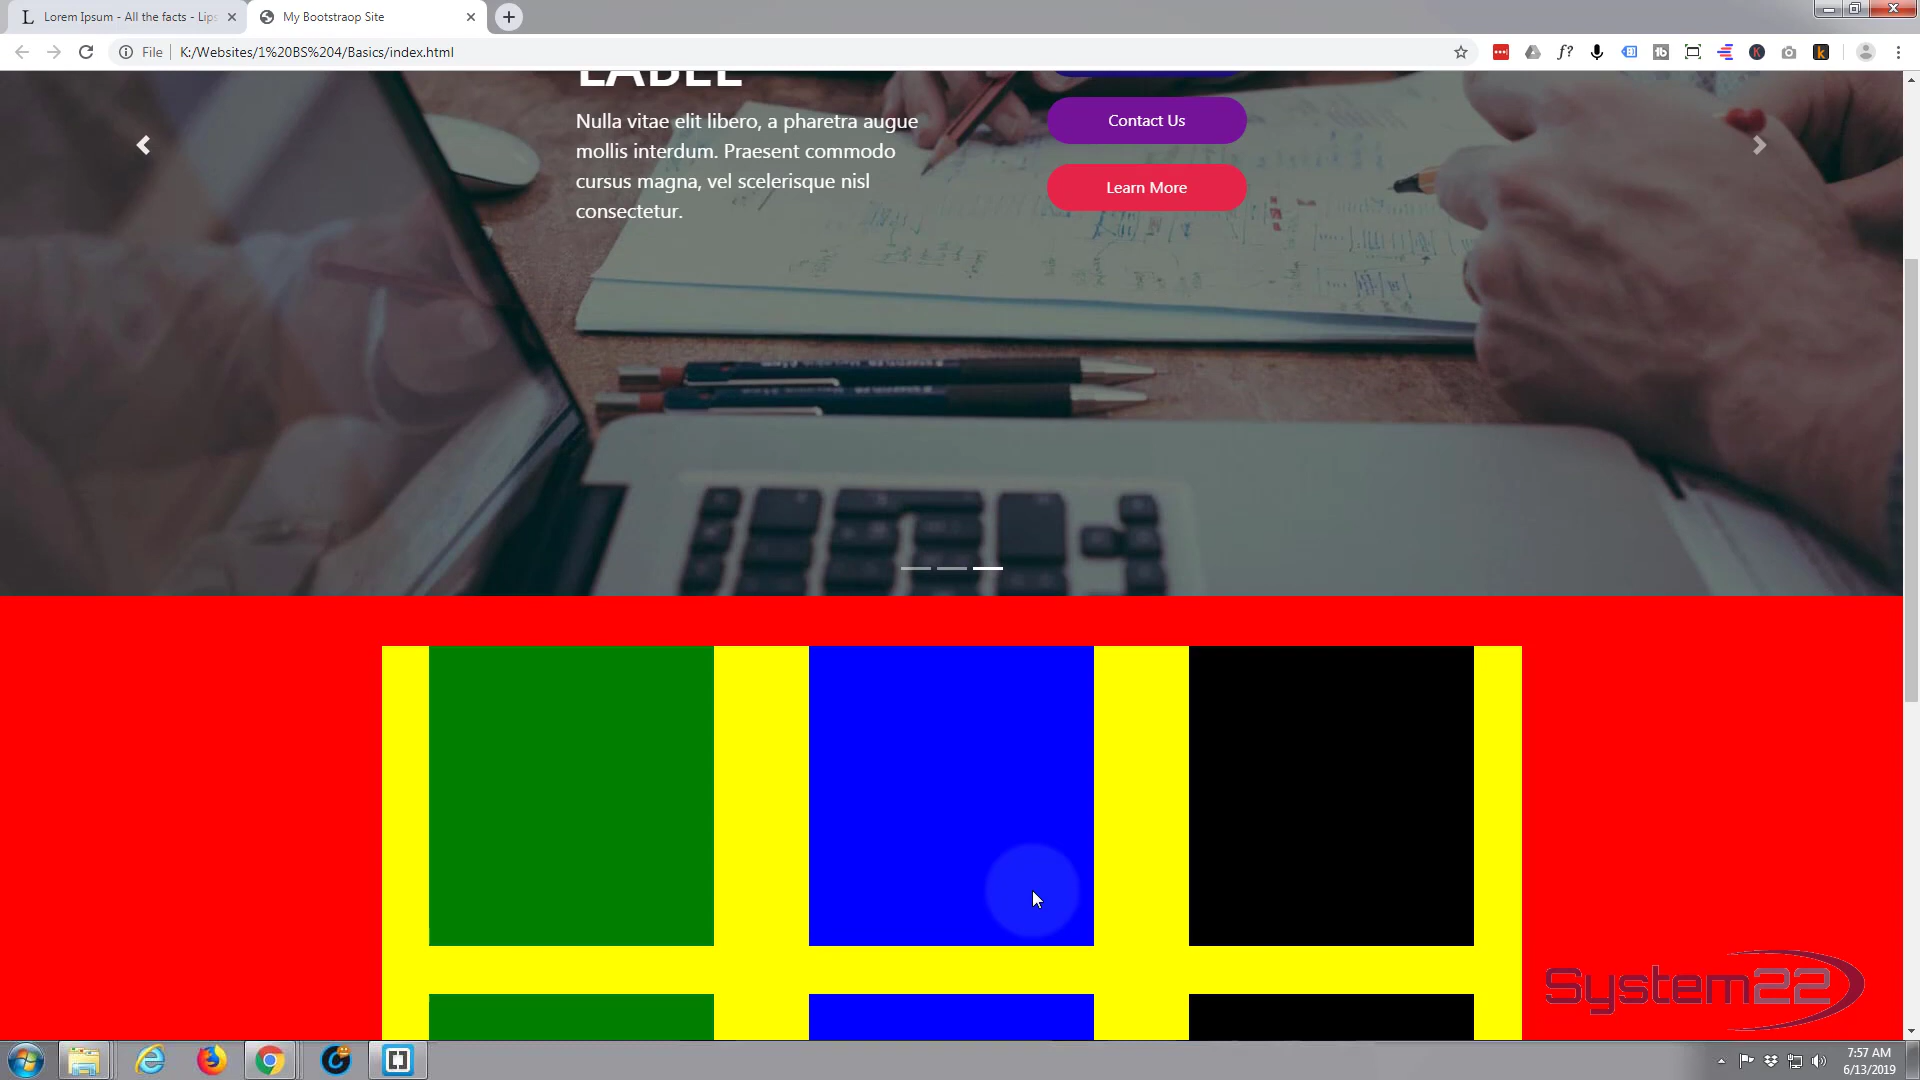 Lorem Ipsum - All the facts - Lips
My Bootstraop Site
File
K:/Websites/1%20BS%204/Basics/index.html
LABEL
Nulla vitae elit libero, a pharetra augue
mollis interdum. Praesent commodo
cursus magna, vel scelerisque nisl
consectetur.
Contact Us
Learn More
System22
7:57 AM
6/13/2019